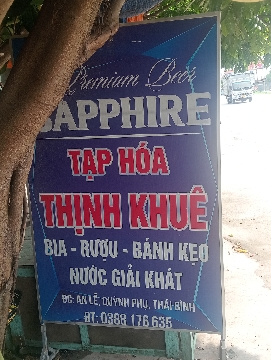 Premium Beer
SAPPHIRE
TẠP HÓA
THỊNH KHUÊ
BIA - RƯỢU - BÁNH KẸO
NƯỚC GIẢI KHÁT
ĐC: AN LỄ, QUỲNH PHỤ, THÁI BÌNH
ĐT: 0388 176 635